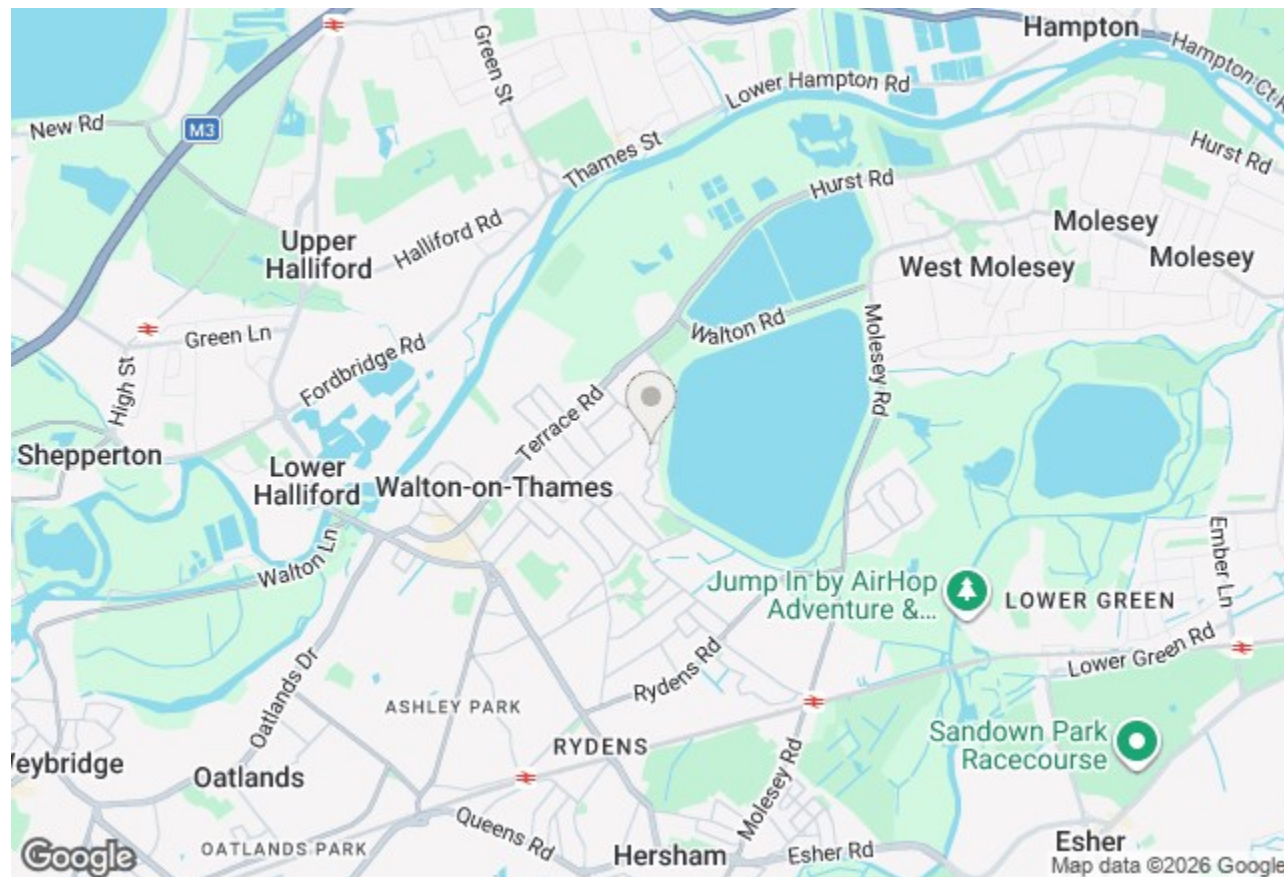 Hampton
Hampton Ct R
Green St
Lower Hampton Rd
New Rd
M3
Thames St
Hurst Rd
Hurst Rd
Upper
Halliford
Halliford Rd
Molesey
Molesey
West Molesey
Walton Rd
Green Ln
Molesey Rd
High St
Fordbridge Rd
Terrace Rd
Shepperton
Lower
Halliford
Walton-on-Thames
Walton Ln
Ember Ln
Jump In by AirHop
Adventure &...
LOWER GREEN
Lower Green Rd
Rydens Rd
Oatlands Dr
ASHLEY PARK
RYDENS
Sandown Park
Racecourse
Veybridge
Oatlands
Molesey Rd
Queens Rd
OATLANDS PARK
Hersham
Esher Rd
Esher
Google
Map data ©2026 Google